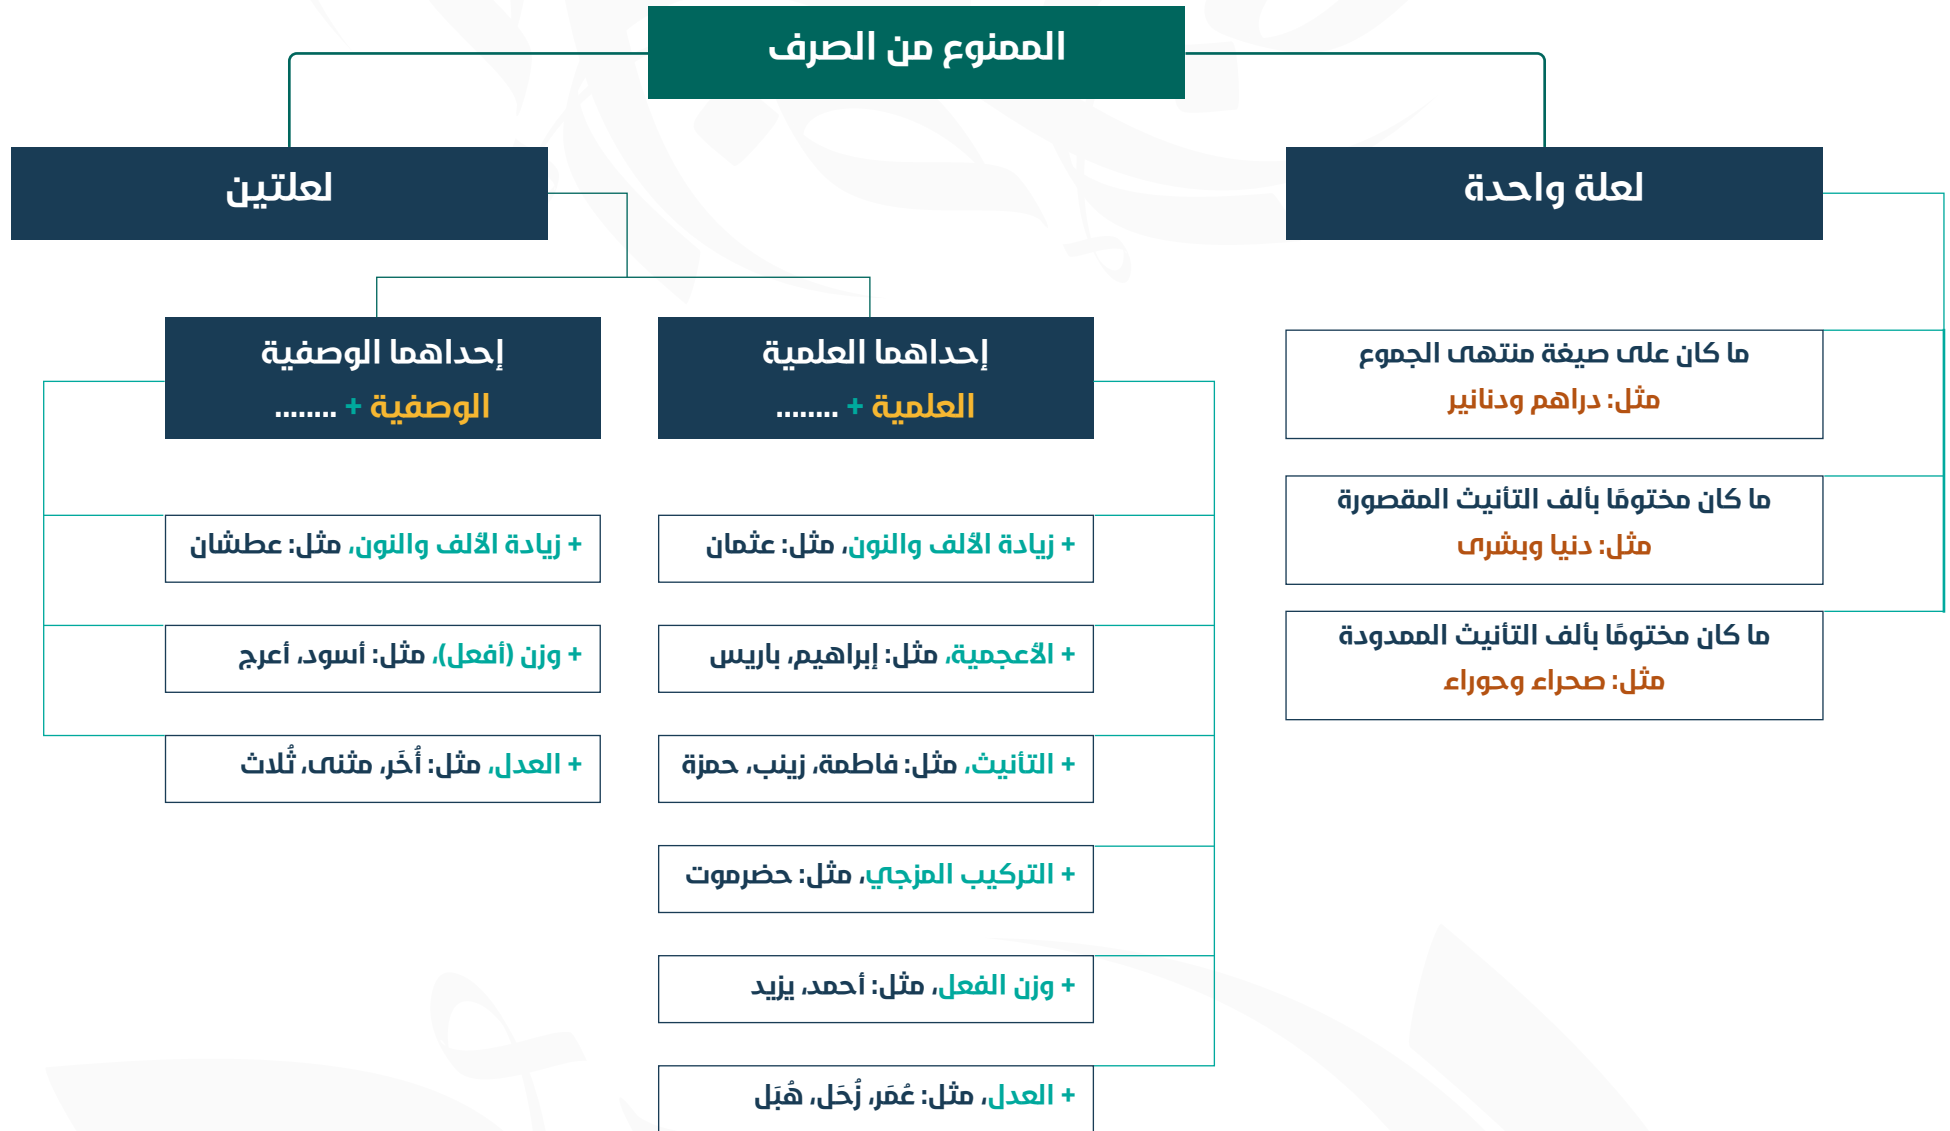 الممنوع من الصرف
لعلة واحدة
ما كان على صيغة منتهى الجموع
مثل: دراهم ودنانير
ما كان مختومًا بألف التأنيث المقصورة
مثل: دنيا وبشرى
ما كان مختومًا بألف التأنيث الممدودة
مثل: صحراء وحوراء
لعلتين
إحداهما العلمية
العلمية + ........
+ زيادة الألف والنون، مثل: عثمان
+ الأعجمية، مثل: إبراهيم، باريس
+ التأنيث، مثل: فاطمة، زينب، حمزة
+ التركيب المزجي، مثل: حضرموت
+ وزن الفعل، مثل: أحمد، يزيد
+ العدل، مثل: عُمَر، زُحَل، هُبَل
إحداهما الوصفية
الوصفية + ........
+ زيادة الألف والنون، مثل: عطشان
+ وزن (أفعل)، مثل: أسود، أعرج
+ العدل، مثل: أُخَر، مثنى، ثُلاث